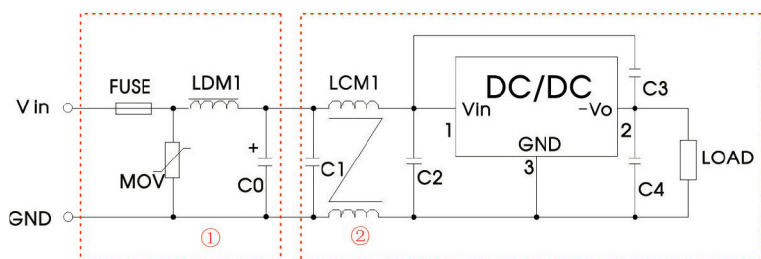 FUSE
LDM1
LCM1
DC/DC
C3
Vin
Vin
-Vo
1
2
GND
3
MOV
+
C0
C1
C2
C4
LOAD
GND
①
②